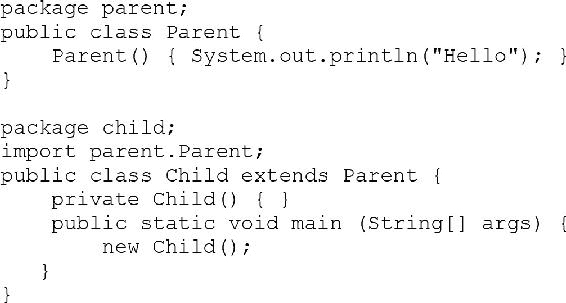 package parent;
public class Parent {
    Parent() { System.out.println("Hello"); }
}

package child;
import parent.Parent;
public class Child extends Parent {
    private Child() { }
    public static void main (String[] args) {
        new Child();
   }
}